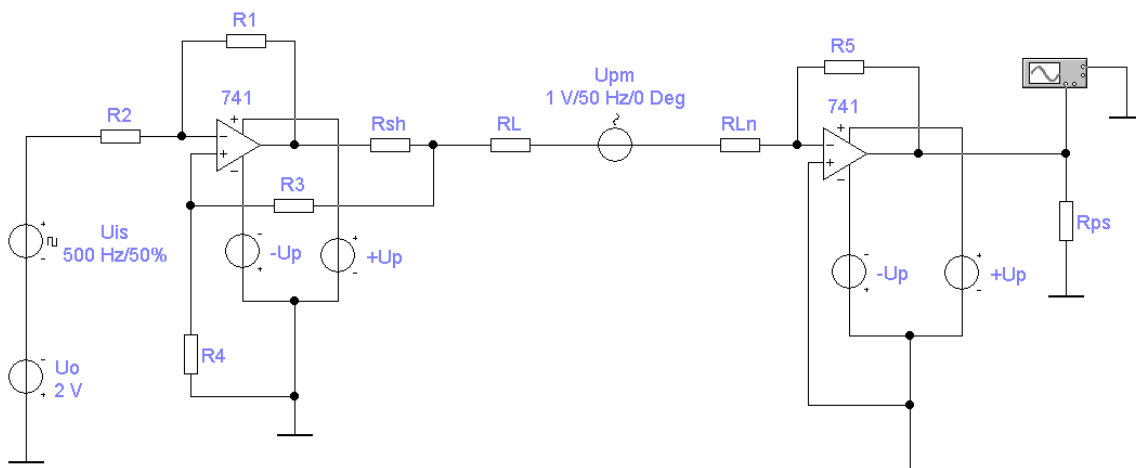 R1
R2
741
Rsh
R3
RL
Upm
1 V/50 Hz/0 Deg
RLn
R5
741
Uis
500 Hz/50%
-Up
+Up
R4
Uo
2 V
-Up
+Up
Rps